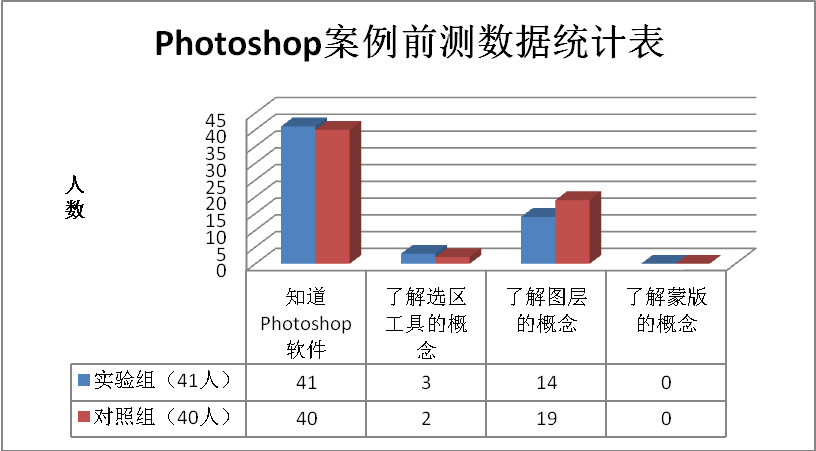 Photoshop案例前测数据统计表
人
数
45
40
35
30
25
20
15
10
5
0
知道
Photoshop
软件
了解选区
工具的概
念
了解图层
的概念
了解蒙版
的概念
实验组（41人） 41 3 14 0
对照组（40人） 40 2 19 0